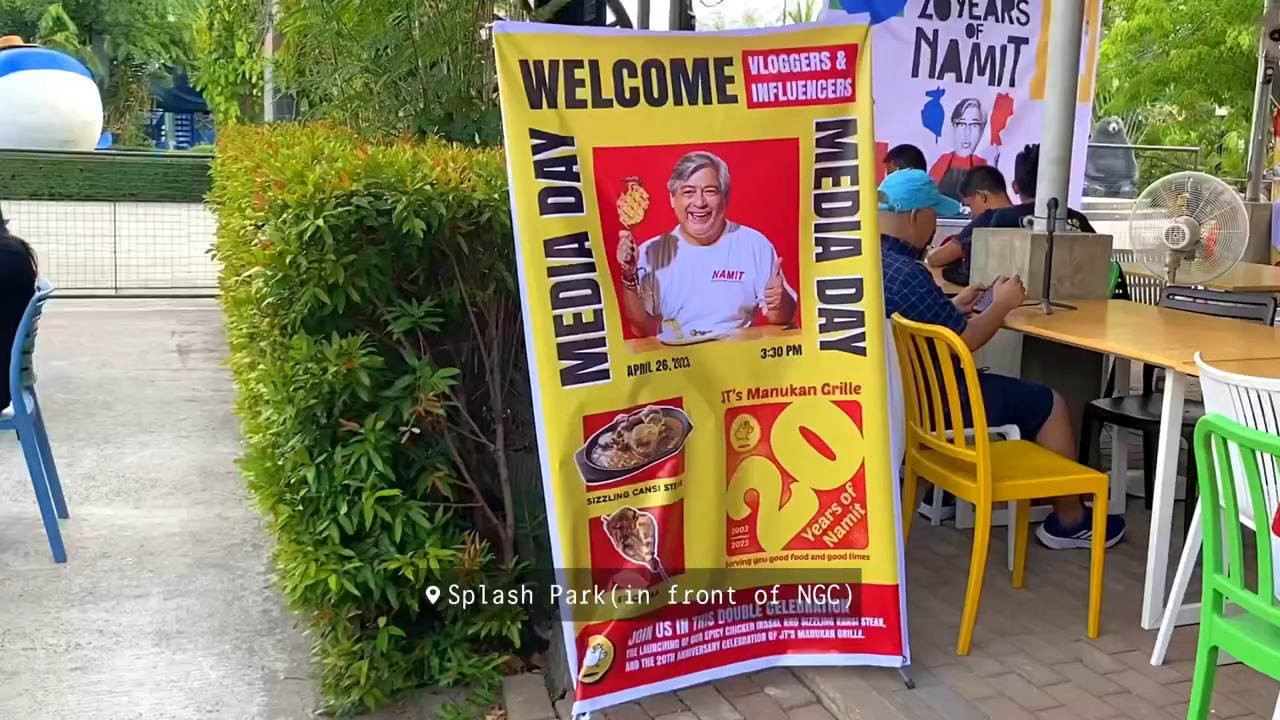 20 YEARS
OF
NAMIT
WELCOME
VLOGGERS &
INFLUENCERS
MEDIA DAY
MEDIA DAY
NAMIT
APRIL 26, 2023
3:30 PM
JT's Manukan Grille
SIZZLING CANSI STEAK
20
Years of
Namit
2003
2023
Serving you good food and good times
Splash Park(in front of NGC)
JOIN US IN THIS DOUBLE CELEBRATION
THE LAUNCHING OF OUR SPICY CHICKEN INASAL AND SIZZLING KANSI STEAK,
AND THE 20TH ANNIVERSARY CELEBRATION OF JT'S MANUKAN GRILLE.